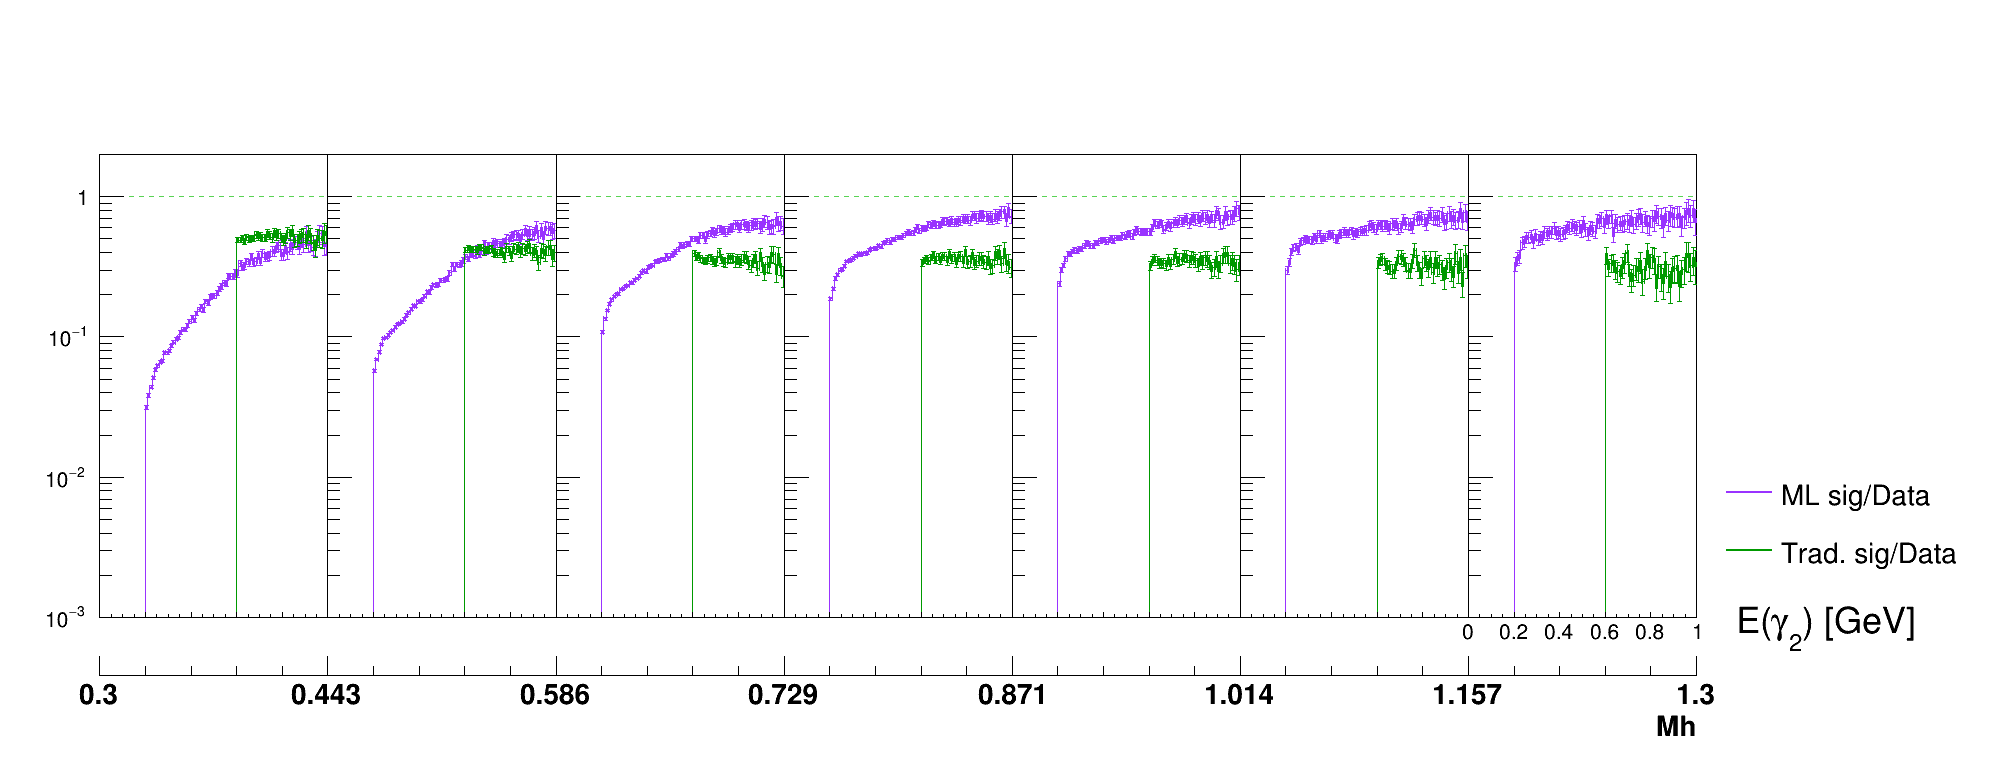 1
10⁻¹
10⁻²
10⁻³
ML sig/Data
Trad. sig/Data
E(γ₂) [GeV]
0 0.2 0.4 0.6 0.8 1
0.3 0.443 0.586 0.729 0.871 1.014 1.157 1.3
Mh